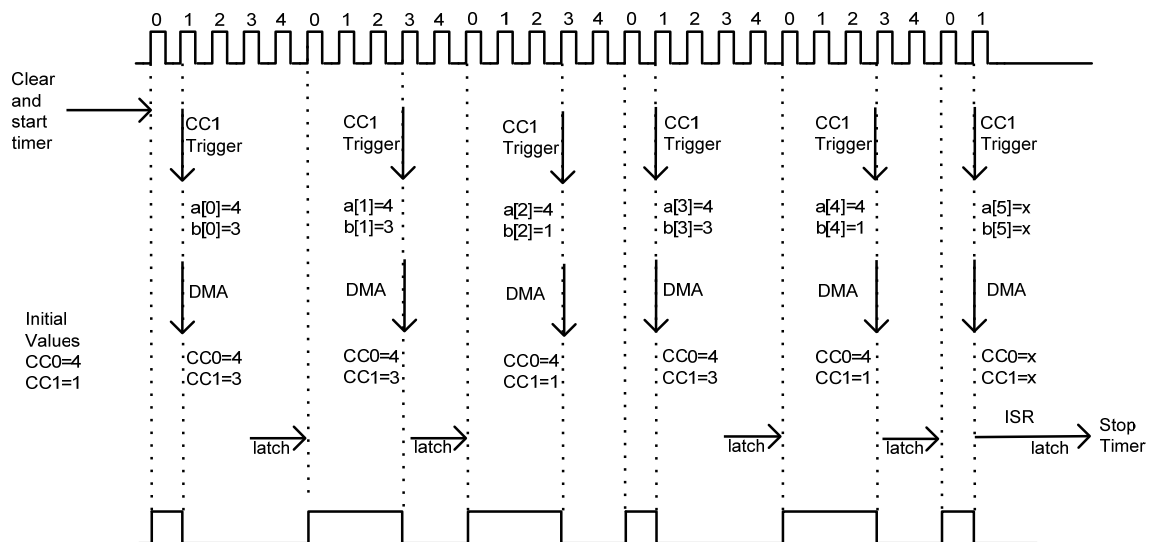 0 1 2 3 4 0 1 2 3 4 0 1 2 3 4 0 1 2 3 4 0 1 2 3 4 0 1
Clear
and
start
timer
CC1
Trigger
CC1
Trigger
CC1
Trigger
CC1
Trigger
CC1
Trigger
CC1
Trigger
a[0]=4
b[0]=3
a[1]=4
b[1]=3
a[2]=4
b[2]=1
a[3]=4
b[3]=3
a[4]=4
b[4]=1
a[5]=x
b[5]=x
DMA
DMA
DMA
DMA
DMA
DMA
Initial
Values
CC0=4
CC1=1
CC0=4
CC1=3
CC0=4
CC1=3
CC0=4
CC1=1
CC0=4
CC1=3
CC0=4
CC1=1
CC0=x
CC1=x
latch
latch
latch
latch
ISR
latch
Stop
Timer